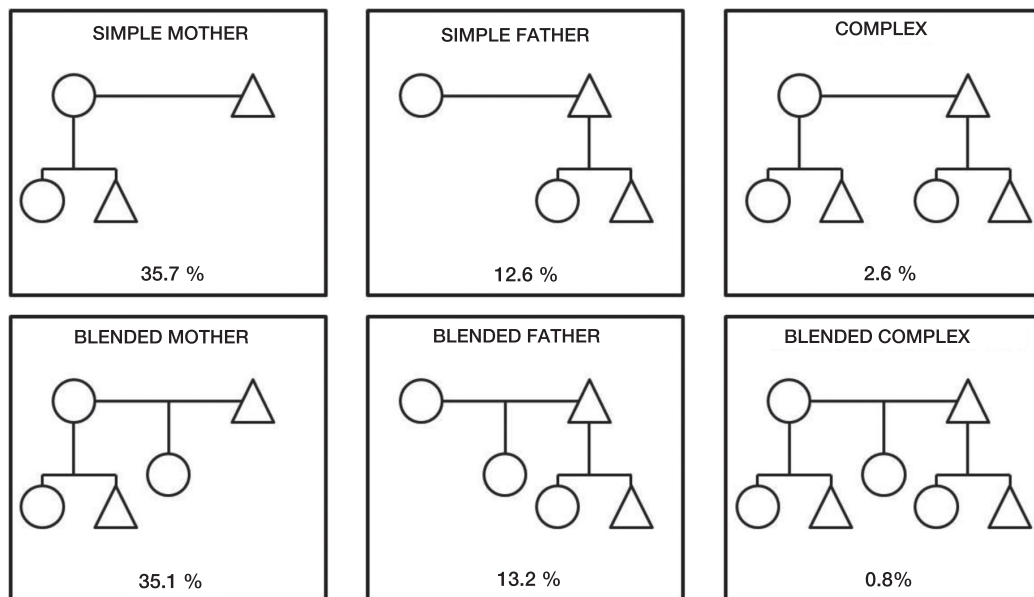 SIMPLE MOTHER
35.7 %
SIMPLE FATHER
12.6 %
COMPLEX
2.6 %
BLENDED MOTHER
35.1 %
BLENDED FATHER
13.2 %
BLENDED COMPLEX
0.8%